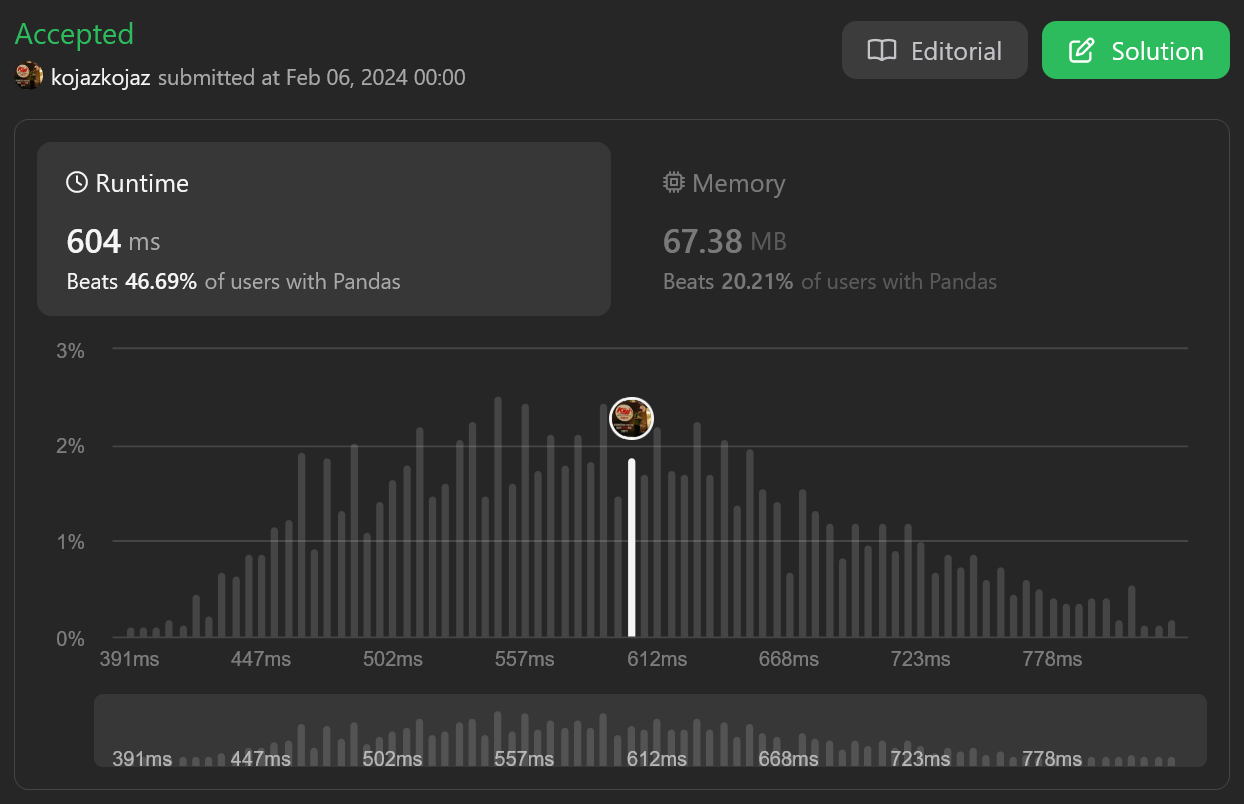 Accepted
kojazkojaz submitted at Feb 06, 2024 00:00
Editorial
Solution
Runtime
604 ms
Beats 46.69% of users with Pandas
Memory
67.38 MB
Beats 20.21% of users with Pandas
3%
2%
1%
0%
391ms 447ms 502ms 557ms 612ms 668ms 723ms 778ms
391ms 447ms 502ms 557ms 612ms 668ms 723ms 778ms